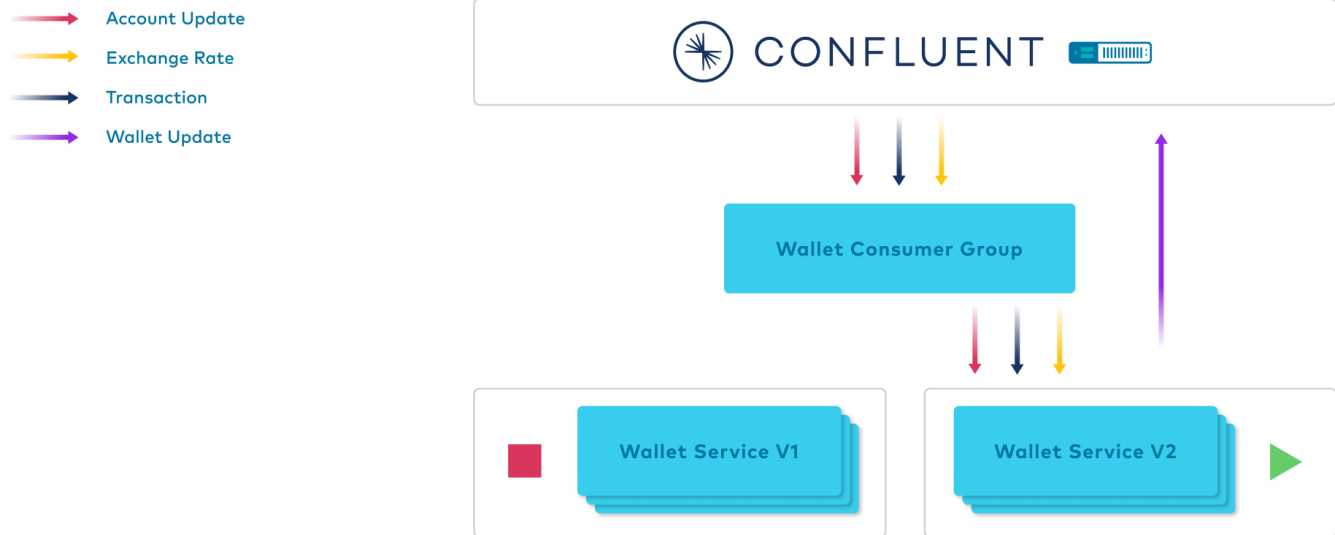 Account Update
Exchange Rate
Transaction
Wallet Update
CONFLUENT
Wallet Consumer Group
Wallet Service V1
Wallet Service V2